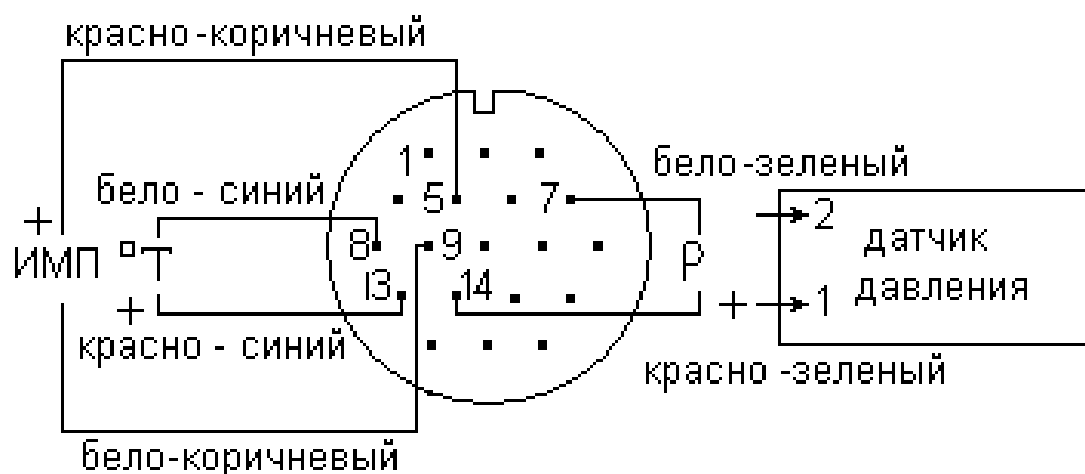 красно-коричневый
1
бело-зеленый
бело - синий
5
7
+
ИМП
°T
8
9
P
2
датчик
13
14
давления
+
+
1
красно - синий
красно -зеленый
бело-коричневый